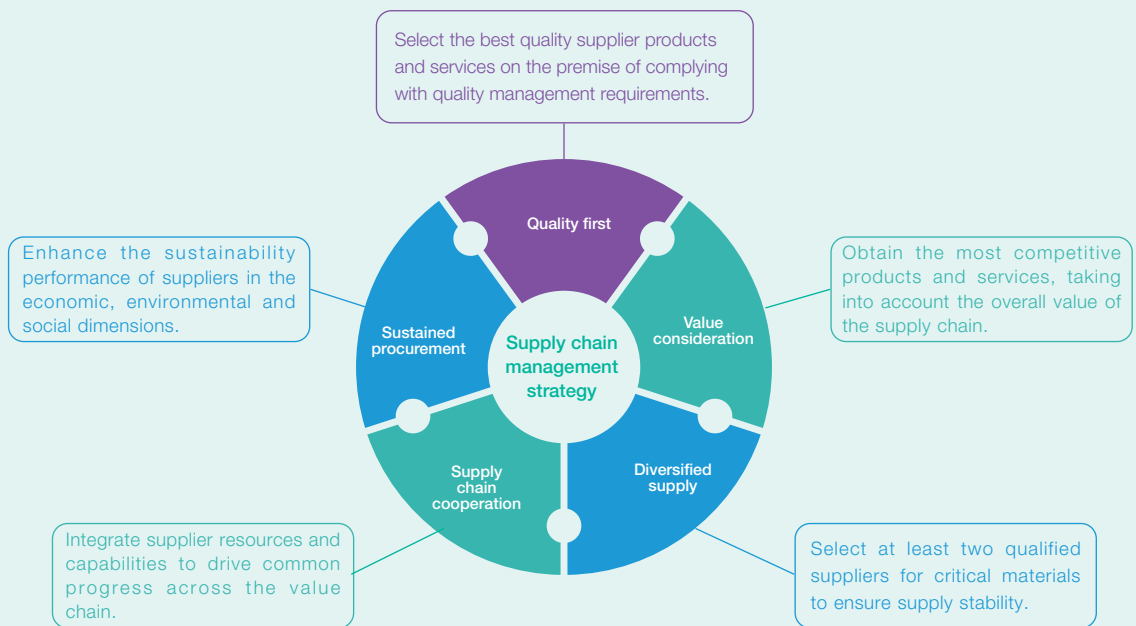 Select the best quality supplier products
and services on the premise of complying
with quality management requirements.
Quality first
Enhance the sustainability
performance of suppliers in the
economic, environmental and
social dimensions.
Obtain the most competitive
products and services, taking
into account the overall value of
the supply chain.
Sustained
procurement
Supply chain
management
strategy
Value
consideration
Supply
chain
cooperation
Diversified
supply
Integrate supplier resources and
capabilities to drive common
progress across the value
chain.
Select at least two qualified
suppliers for critical materials
to ensure supply stability.